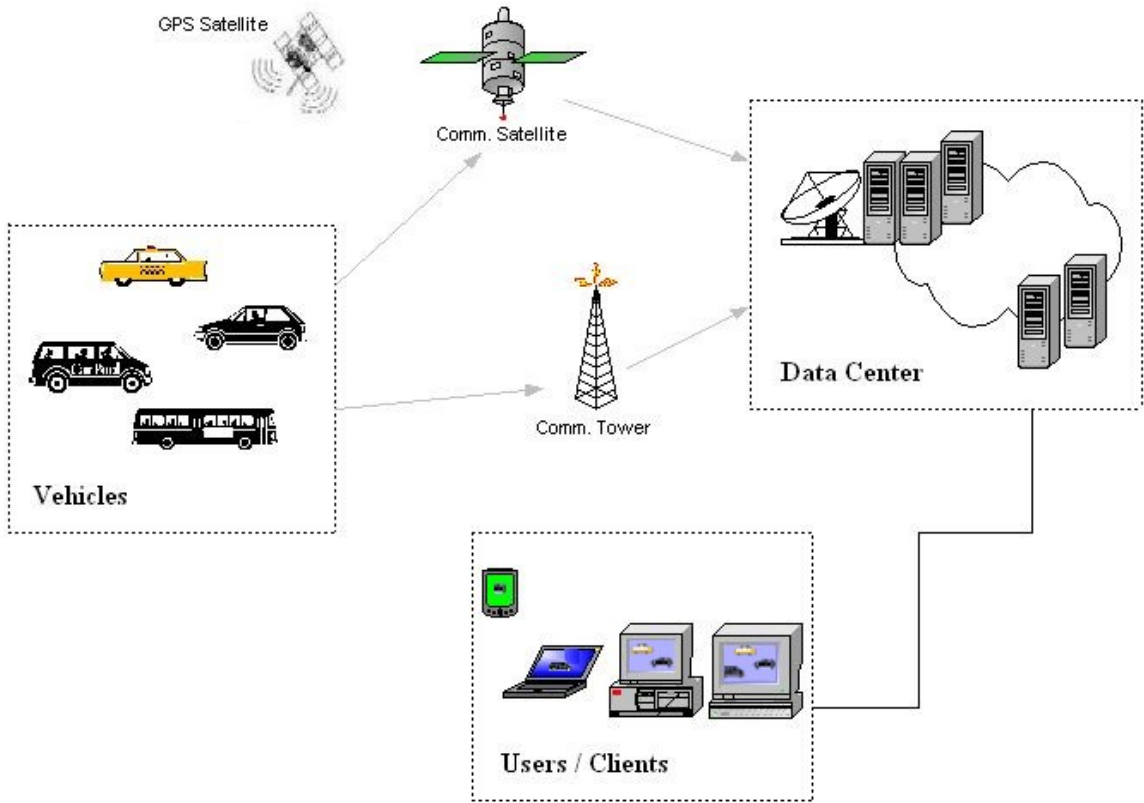 GPS Satellite
Comm. Satellite
Data Center
Comm. Tower
Vehicles
Users / Clients